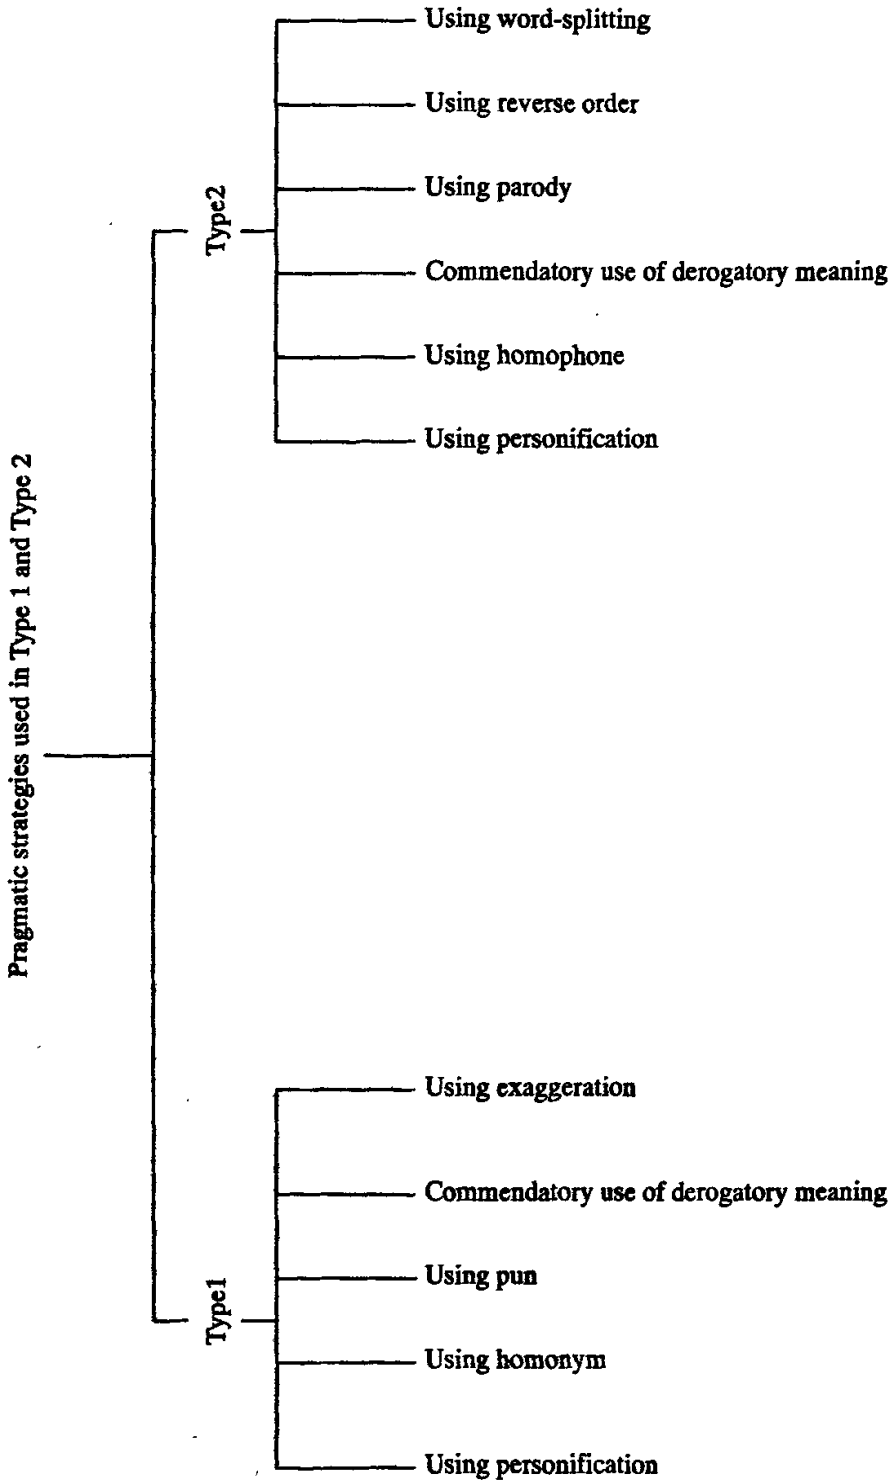 Pragmatic strategies used in Type 1 and Type 2
Type2
Using word-splitting
Using reverse order
Using parody
Commendatory use of derogatory meaning
Using homophone
Using personification
Type1
Using exaggeration
Commendatory use of derogatory meaning
Using pun
Using homonym
Using personification